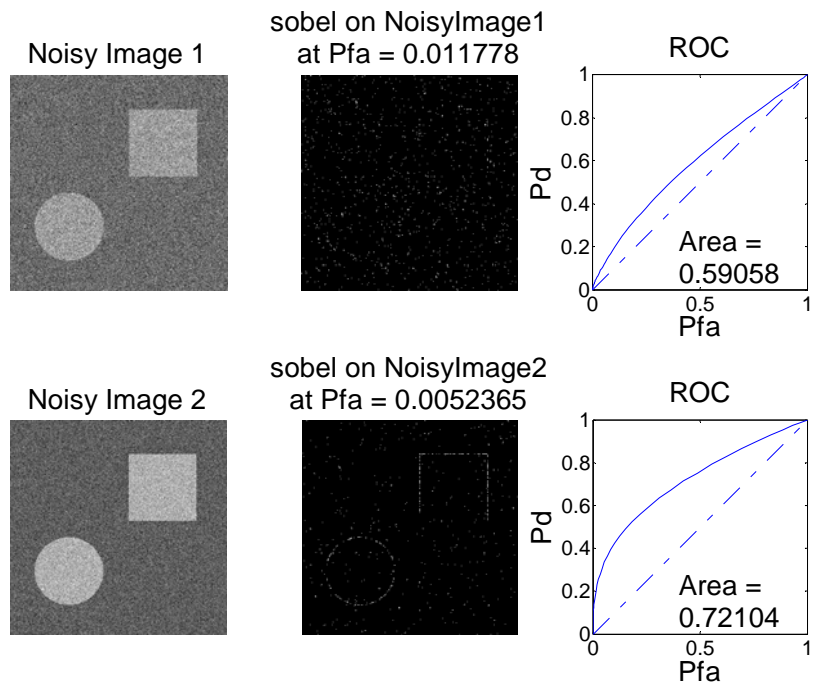 Noisy Image 1
sobel on NoisyImage1
at Pfa = 0.011778
ROC
1
0.8
0.6
0.4
0.2
0
Pd
Area =
0.59058
0
0.5
1
Pfa
Noisy Image 2
sobel on NoisyImage2
at Pfa = 0.0052365
ROC
1
0.8
0.6
0.4
0.2
0
Pd
Area =
0.72104
0
0.5
1
Pfa